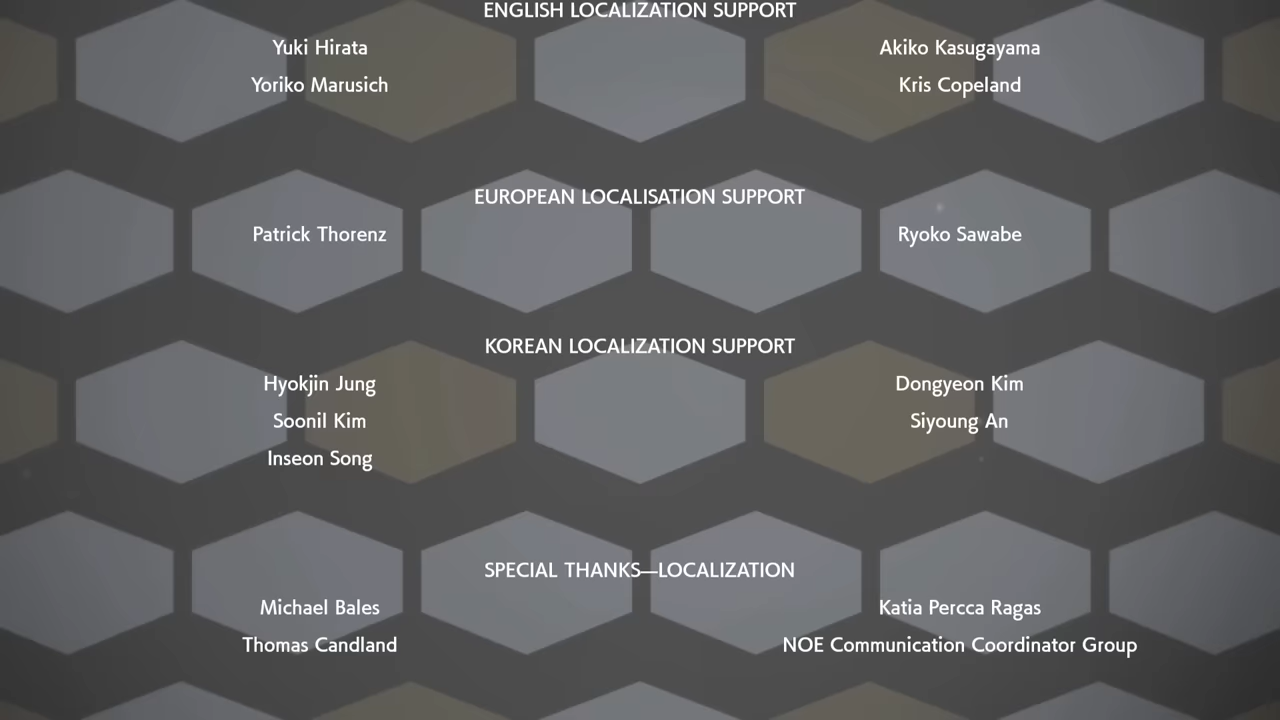 ENGLISH LOCALIZATION SUPPORT
Yuki Hirata Akiko Kasugayama
Yoriko Marusich Kris Copeland
EUROPEAN LOCALISATION SUPPORT
Patrick Thorenz Ryoko Sawabe
KOREAN LOCALIZATION SUPPORT
Hyokjin Jung Dongyeon Kim
Soonil Kim Siyoung An
Inseon Song
SPECIAL THANKS—LOCALIZATION
Michael Bales Katia Percca Ragas
Thomas Candland NOE Communication Coordinator Group